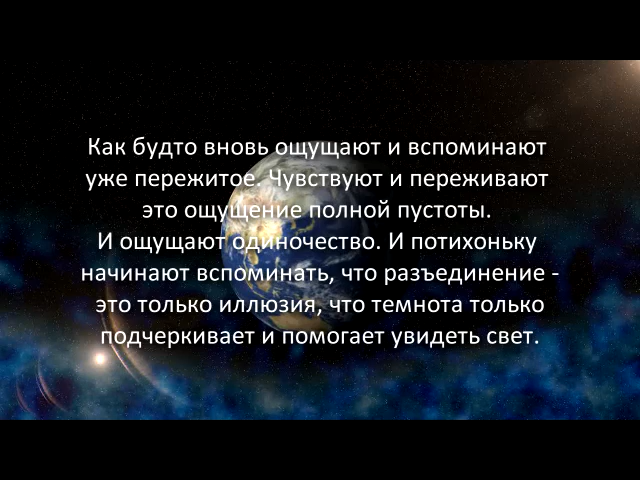 Как будто вновь ощущают и вспоминают
уже пережитое. Чувствуют и переживают
это ощущение полной пустоты.
И ощущают одиночество. И потихоньку
начинают вспоминать, что разъединение -
это только иллюзия, что темнота только
подчеркивает и помогает увидеть свет.